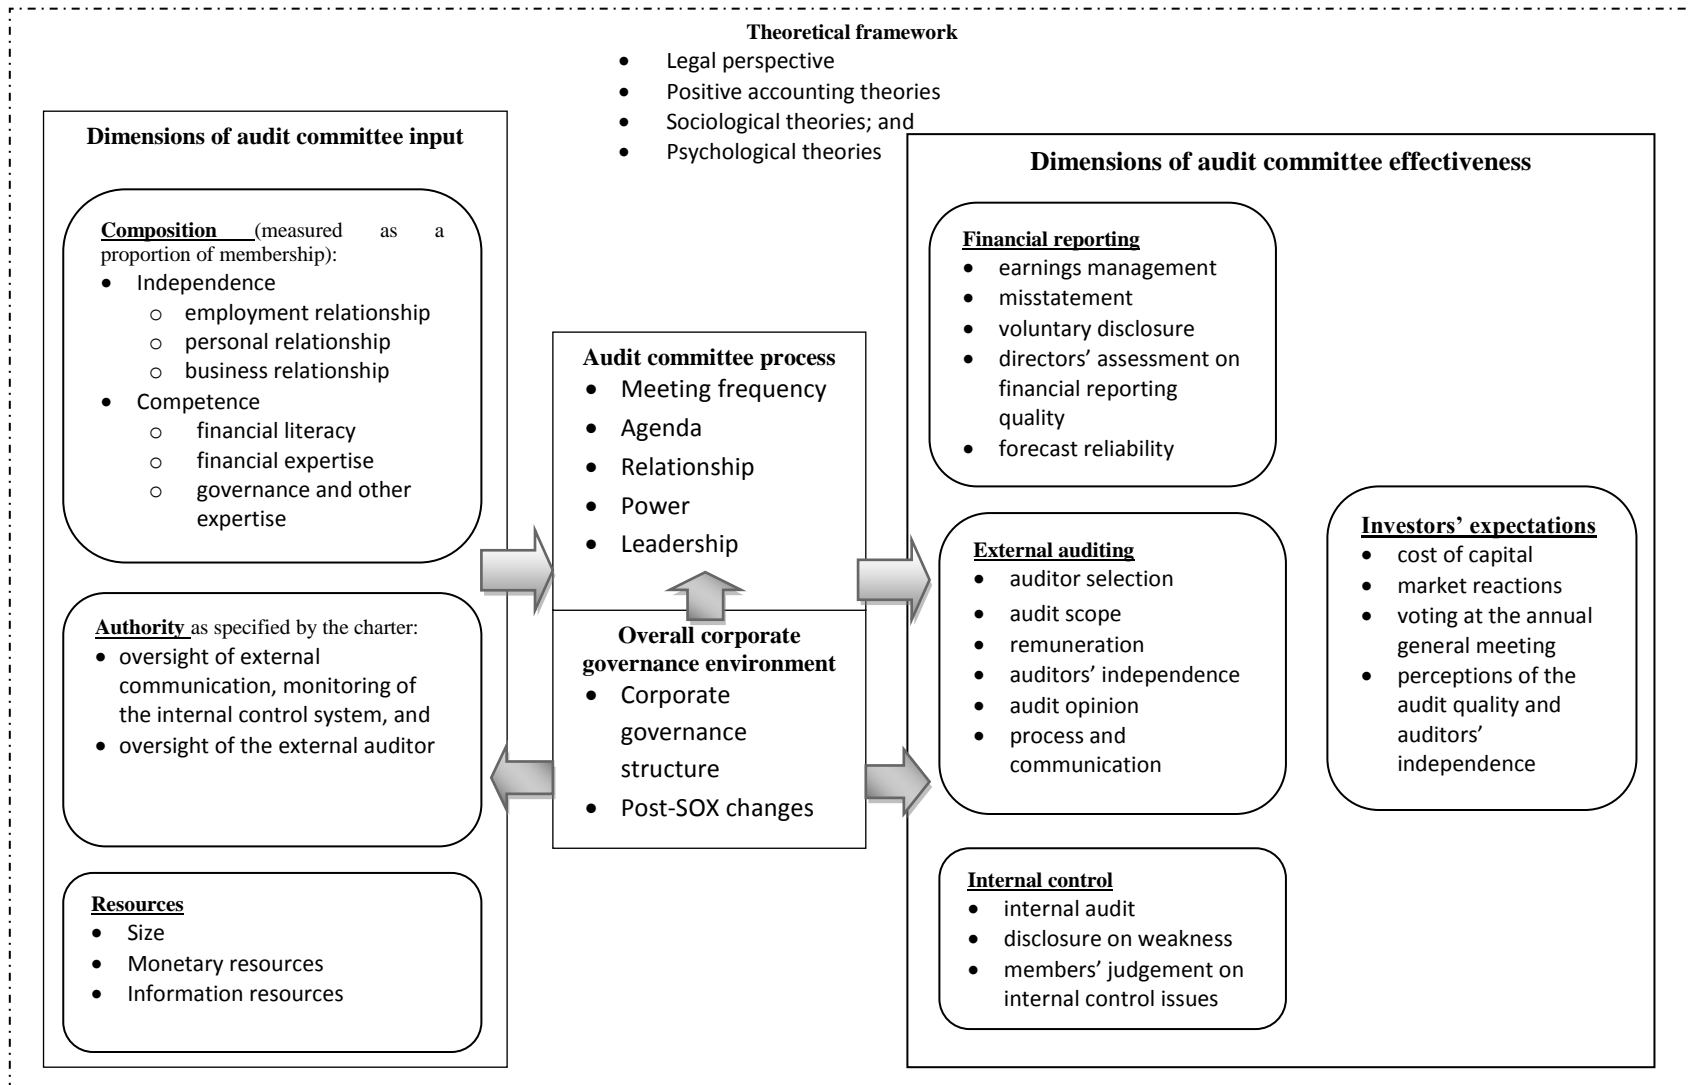 Theoretical framework
• Legal perspective
• Positive accounting theories
• Sociological theories; and
• Psychological theories
Dimensions of audit committee input
Composition (measured as a
proportion of membership):
• Independence
o employment relationship
o personal relationship
o business relationship
• Competence
o financial literacy
o financial expertise
o governance and other
expertise
Authority as specified by the charter:
• oversight of external
communication, monitoring of
the internal control system, and
• oversight of the external auditor
Resources
• Size
• Monetary resources
• Information resources
Audit committee process
• Meeting frequency
• Agenda
• Relationship
• Power
• Leadership
Overall corporate
governance environment
• Corporate
governance
structure
• Post-SOX changes
Dimensions of audit committee effectiveness
Financial reporting
• earnings management
• misstatement
• voluntary disclosure
• directors’ assessment on
financial reporting
quality
• forecast reliability
External auditing
• auditor selection
• audit scope
• remuneration
• auditors’ independence
• audit opinion
• process and
communication
Internal control
• internal audit
• disclosure on weakness
• members’ judgement on
internal control issues
Investors’ expectations
• cost of capital
• market reactions
• voting at the annual
general meeting
• perceptions of the
audit quality and
auditors’
independence